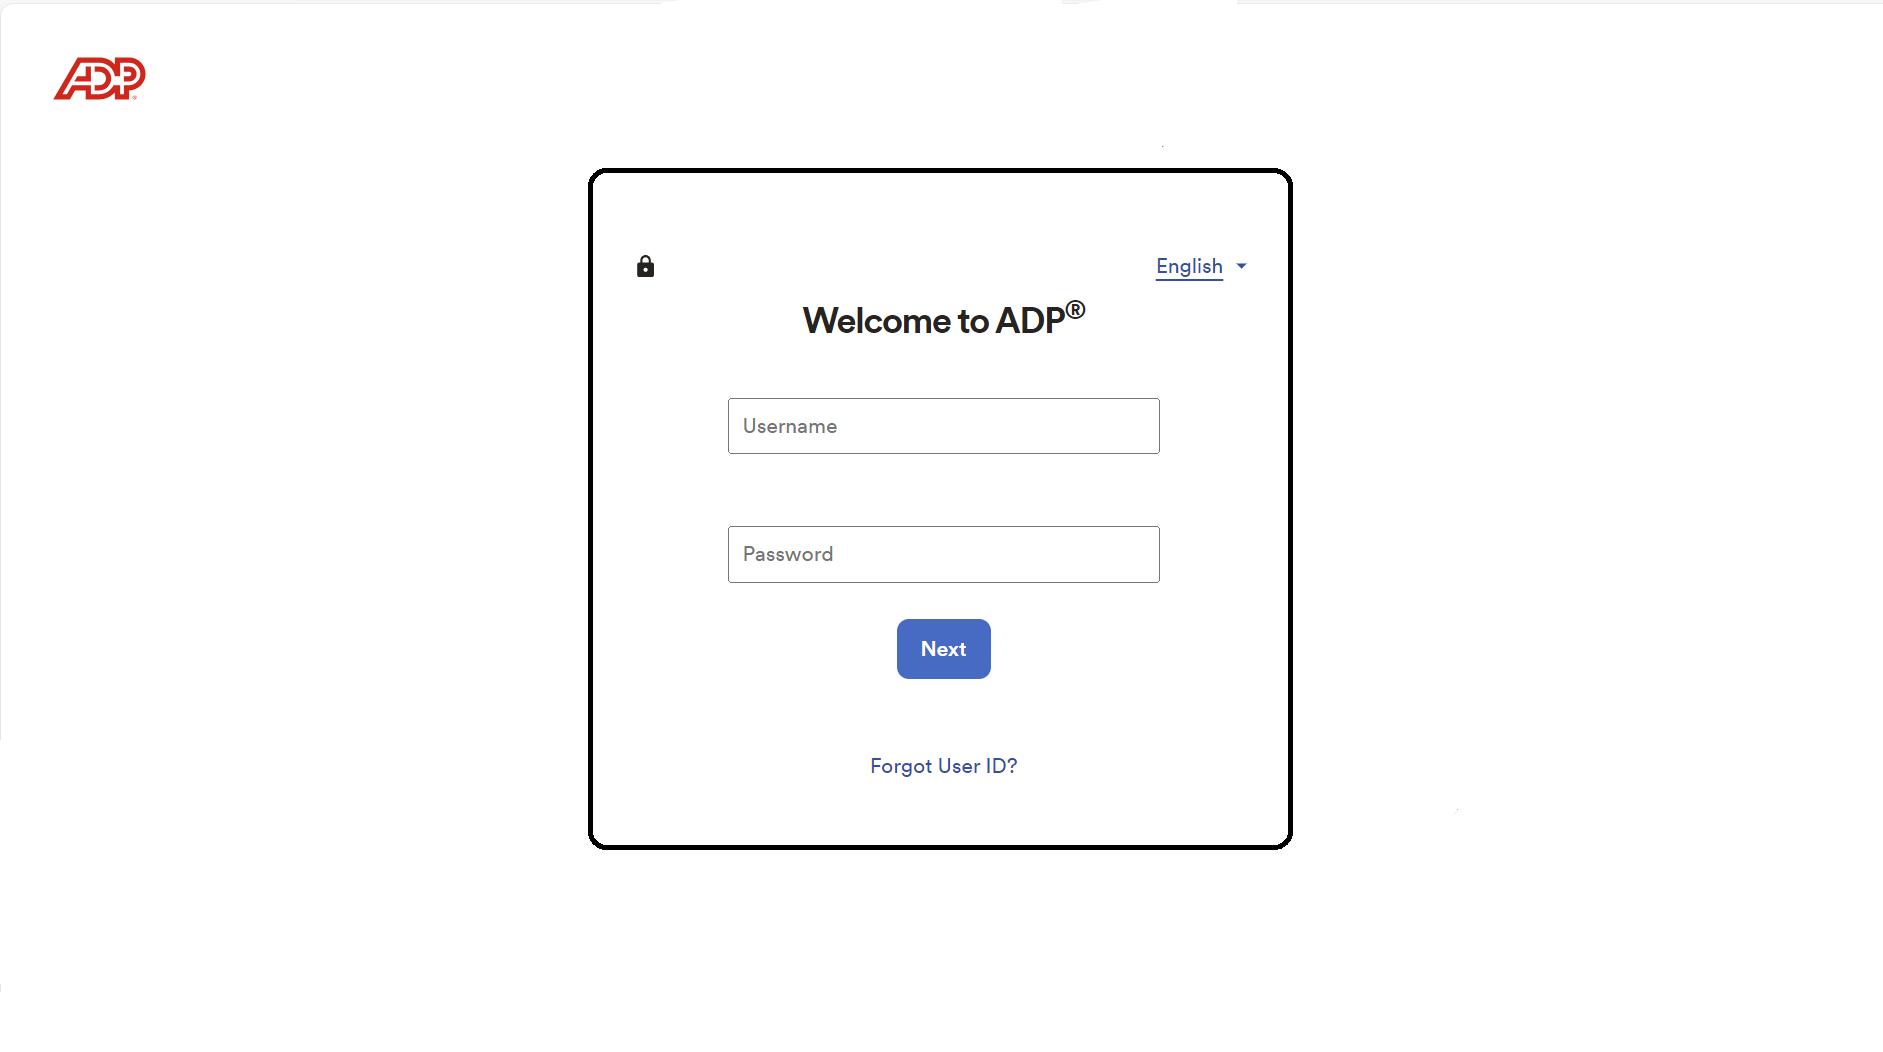 ADP
English
Welcome to ADP®
Username
Password
Next
Forgot User ID?